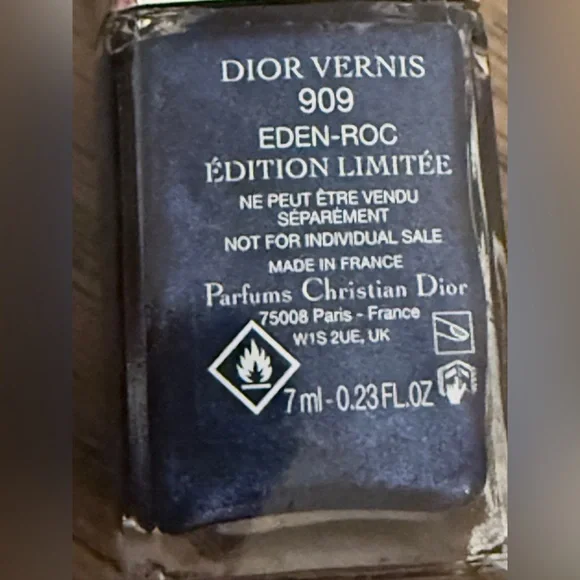 DIOR VERNIS
909
EDEN-ROC
ÉDITION LIMITÉE
NE PEUT ÊTRE VENDU
SÉPARÉMENT
NOT FOR INDIVIDUAL SALE
MADE IN FRANCE
Parfums Christian Dior
75008 Paris - France
W1S 2UE, UK
7 ml - 0.23 FL.OZ